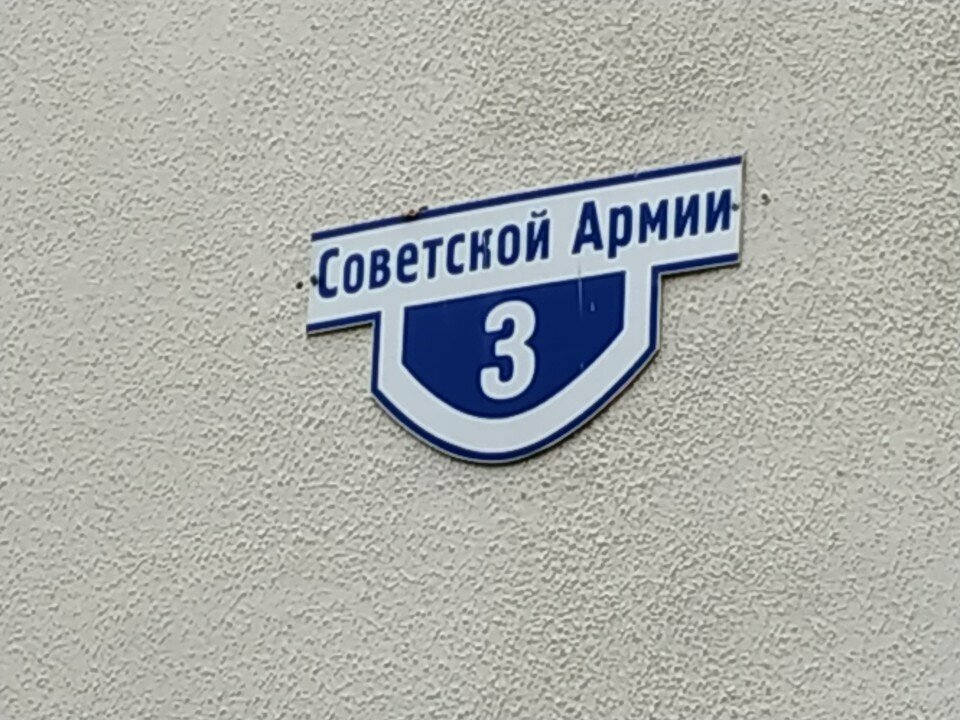 Советской Армии
3